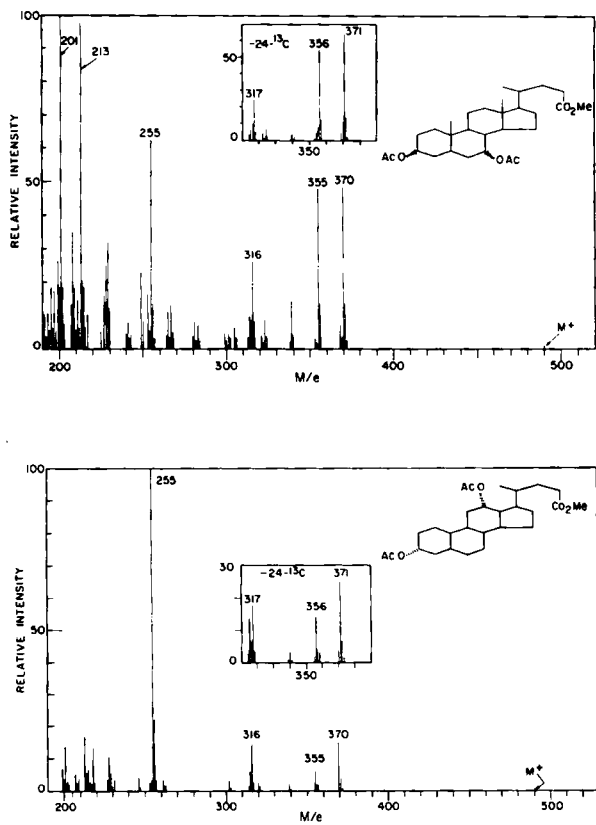 100
201
213
50
-24-¹³C
356
371
317
0
350
CO₂Me
AcO
OAc
255
50
355
370
316
M⁺
0
200
300
400
500
M/e
RELATIVE INTENSITY
100
255
AcO
Co₂Me
AcO
30
-24-¹³C
371
317
356
0
350
50
316
370
355
M⁺
0
200
300
400
500
M/e
RELATIVE INTENSITY